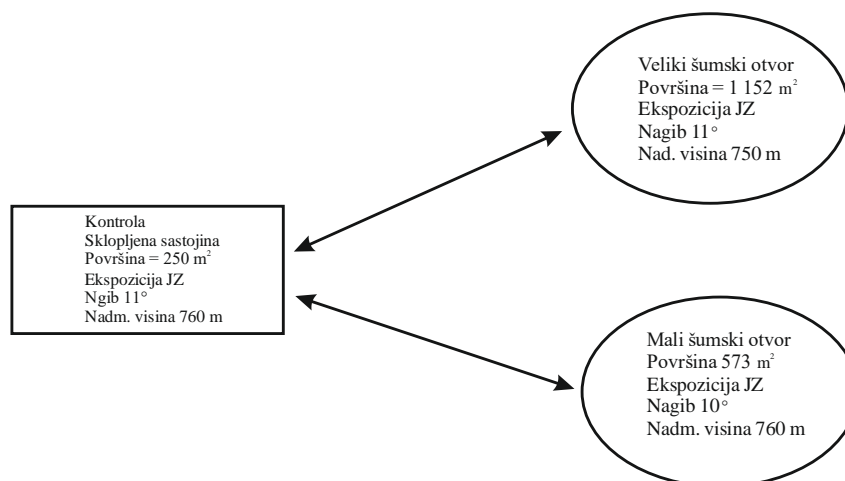 Veliki šumski otvor
Površina = 1 152 m²
Ekspozicija JZ
Nagib 11°
Nad. visina 750 m
Kontrola
Sklopljena sastojina
Površina = 250 m²
Ekspozicija JZ
Ngib 11°
Nadm. visina 760 m
Mali šumski otvor
Površina 573 m²
Ekspozicija JZ
Nagib 10°
Nadm. visina 760 m